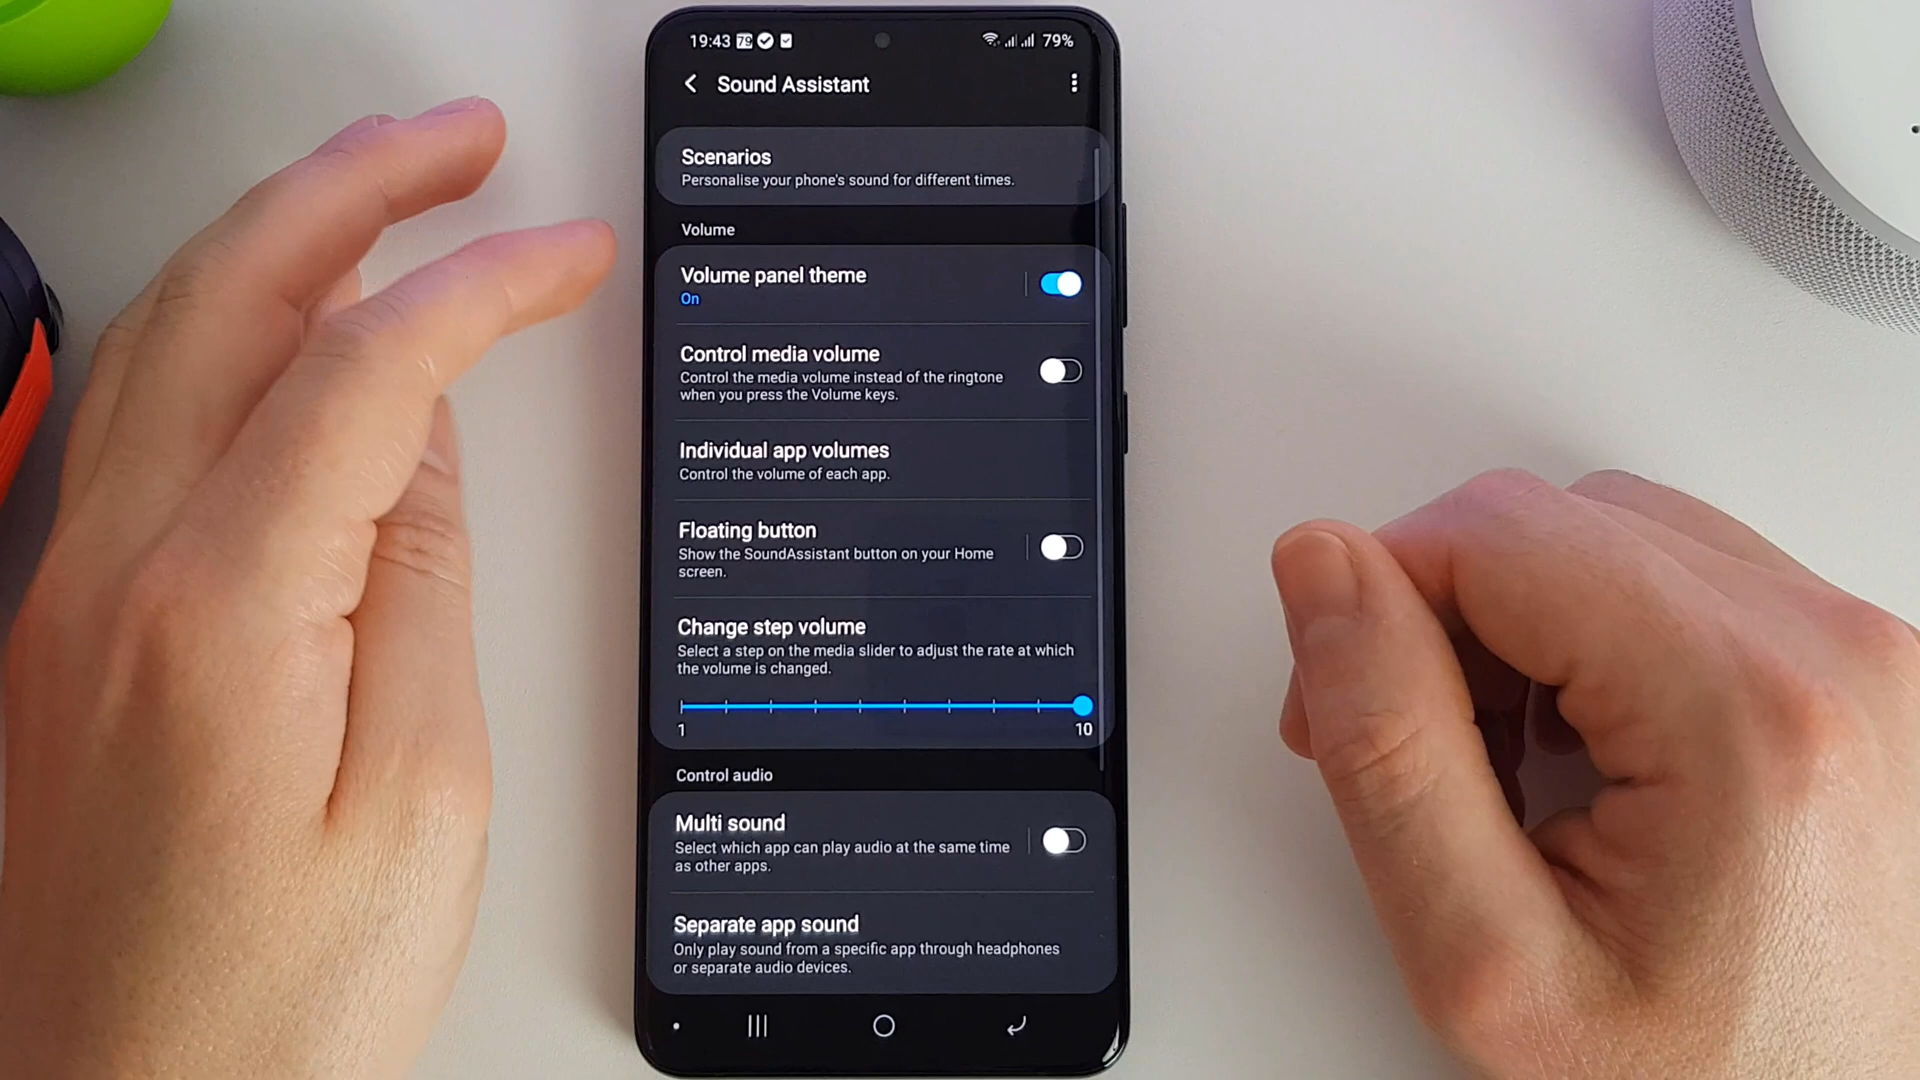 19:43 79 79%
Sound Assistant
Scenarios
Personalise your phone's sound for different times.
Volume
Volume panel theme
On
Control media volume
Control the media volume instead of the ringtone
when you press the Volume keys.
Individual app volumes
Control the volume of each app.
Floating button
Show the SoundAssistant button on your Home
screen.
Change step volume
Select a step on the media slider to adjust the rate at which
the volume is changed.
1 10
Control audio
Multi sound
Select which app can play audio at the same time
as other apps.
Separate app sound
Only play sound from a specific app through headphones
or separate audio devices.